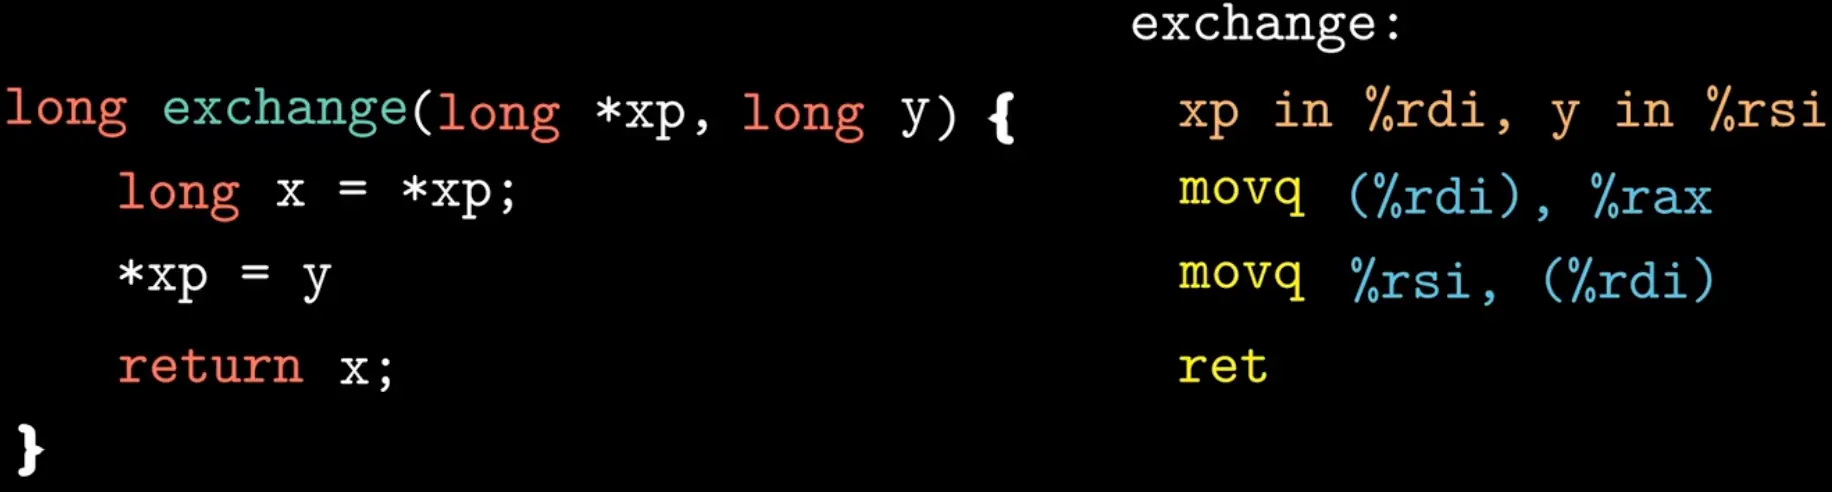 long exchange(long *xp, long y) {
long x = *xp;
*xp = y
return x;
}
exchange:
xp in %rdi, y in %rsi
movq (%rdi), %rax
movq %rsi, (%rdi)
ret